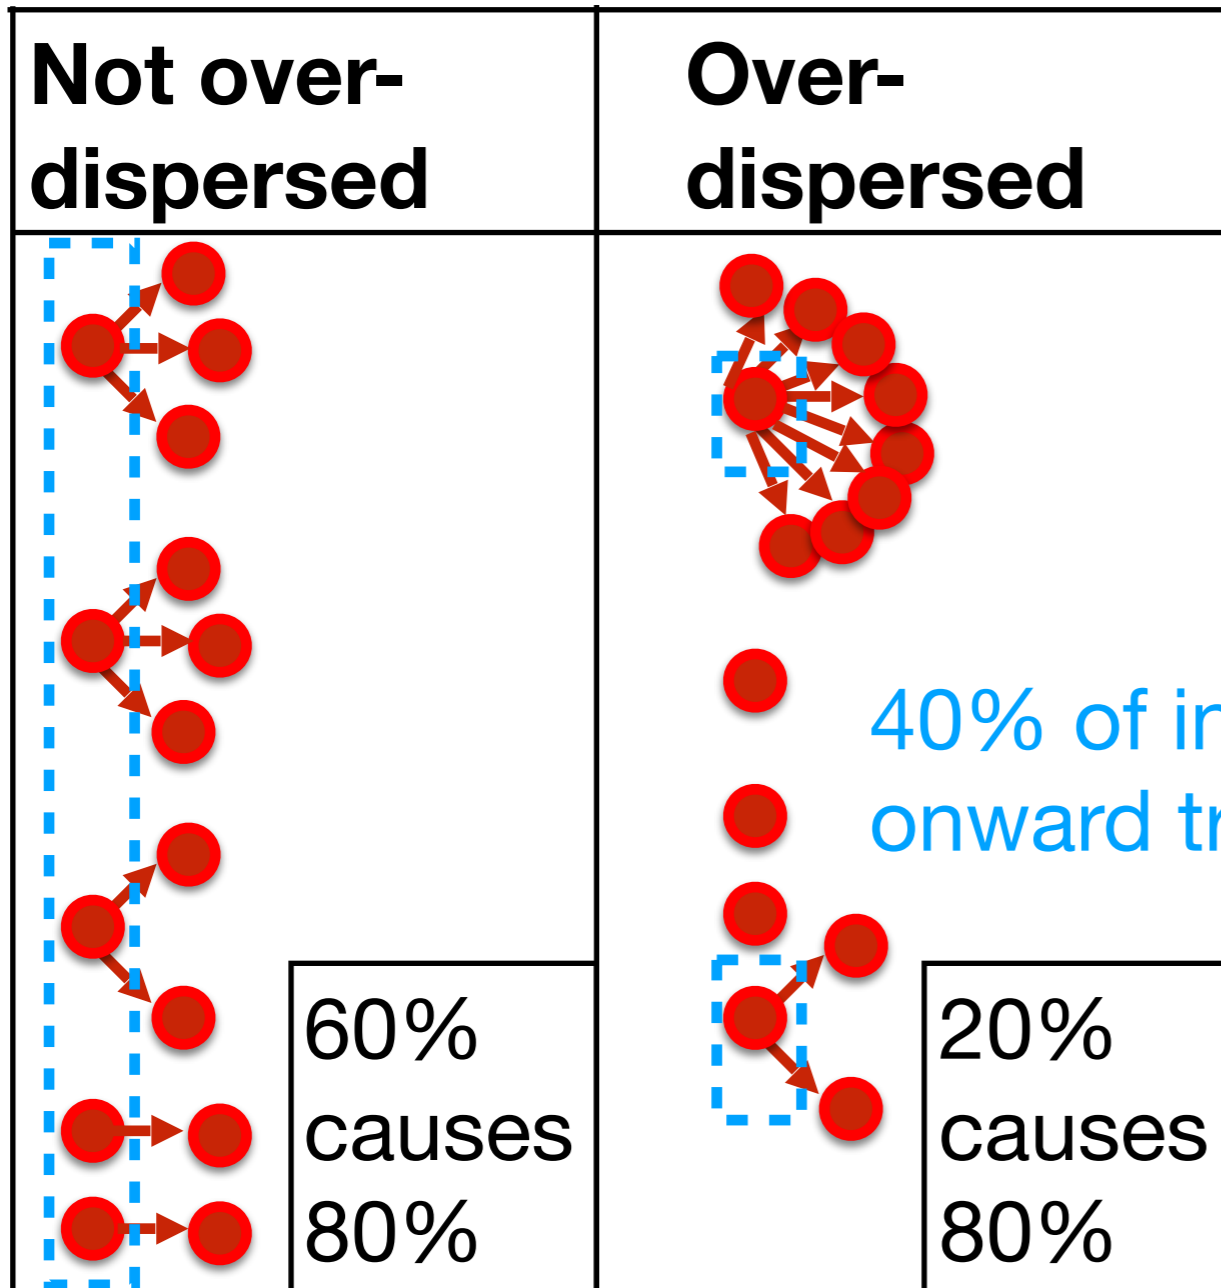 Not over-
dispersed
Over-
dispersed
40% of
onward
60%
causes
80%
20%
causes
80%